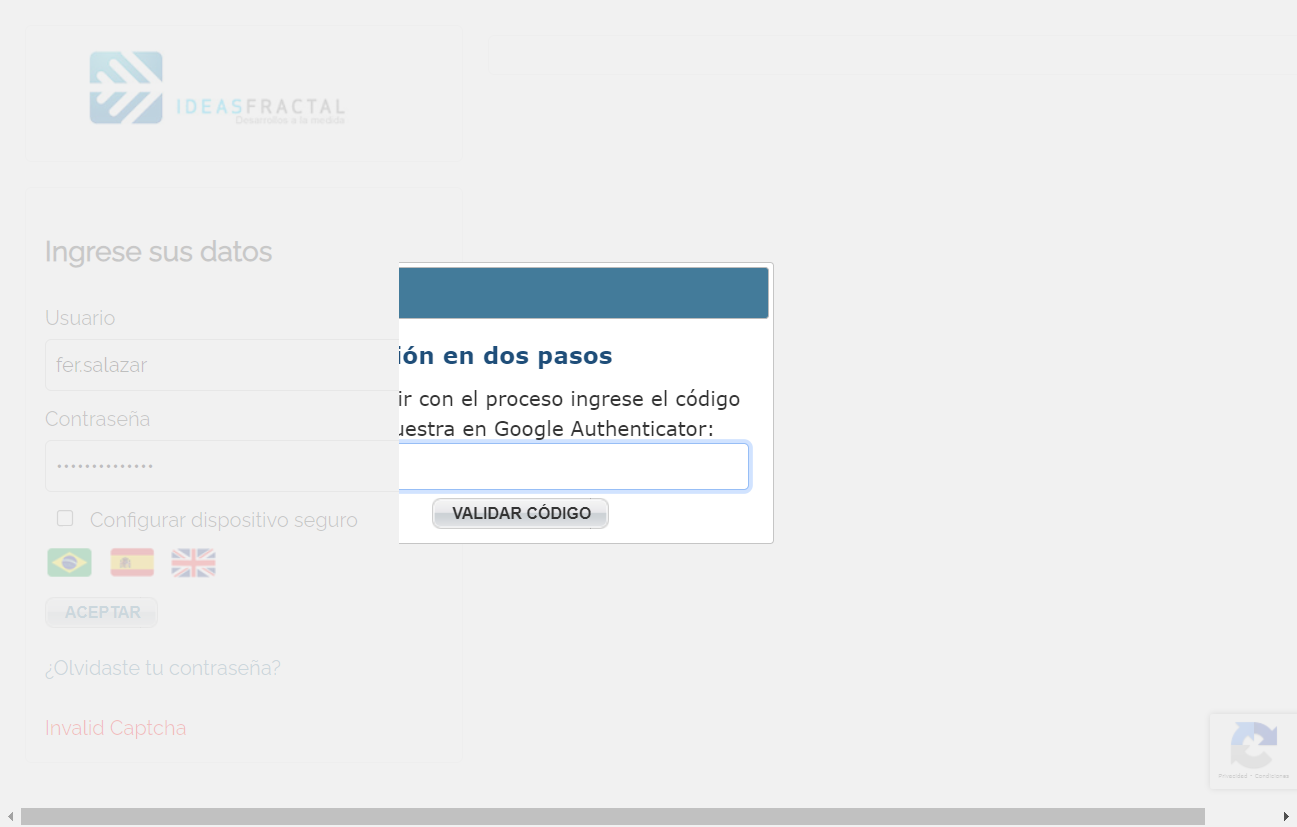 IDEASFRACTAL
Desarrollos a la medida
Ingrese sus datos
Usuario
fer.salazar
Contraseña
••••••••••••••
Configurar dispositivo seguro
ACEPTAR
¿Olvidaste tu contraseña?
Invalid Captcha
ión en dos pasos
ir con el proceso ingrese el código
uestra en Google Authenticator:
VALIDAR CÓDIGO
Privacidad - Condiciones